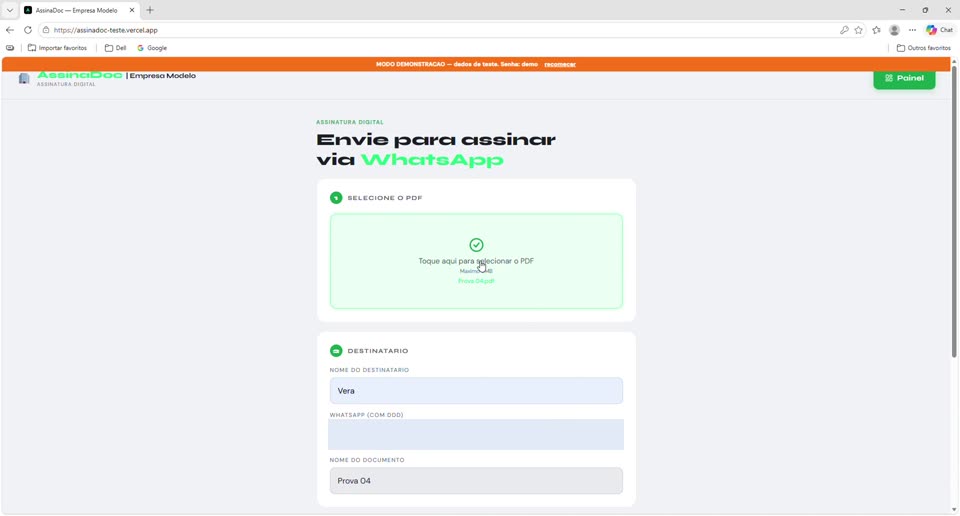 AssinaDoc — Empresa Modelo
https://assinadoc-teste.vercel.app
Chat
Importar favoritos
Dell
Google
Outros favoritos
MODO DEMONSTRACAO — dados de teste. Senha: demo recomecar
AssinaDoc | Empresa Modelo
ASSINATURA DIGITAL
Painel
ASSINATURA DIGITAL
Envie para assinar
via WhatsApp
SELECIONE O PDF
Toque aqui para selecionar o PDF
Prova 04.pdf
DESTINATARIO
NOME DO DESTINATARIO
Vera
WHATSAPP (COM DDD)
NOME DO DOCUMENTO
Prova 04